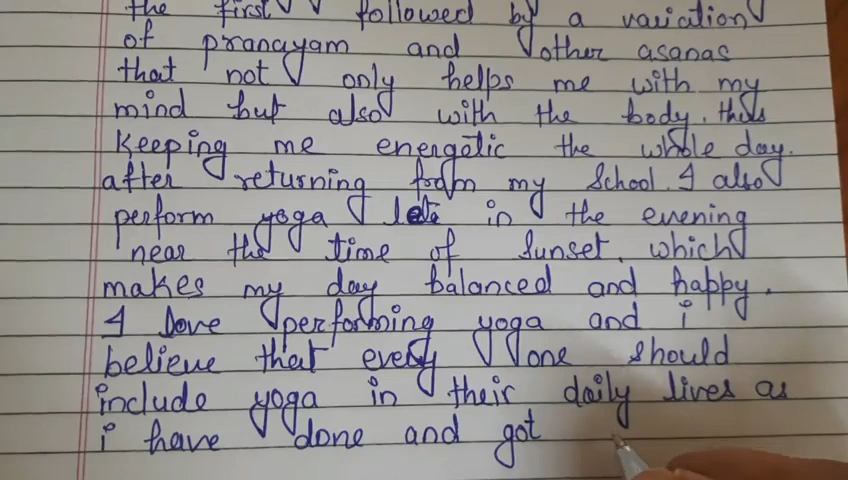 the first followed by a variation
of pranayam and other asanas
that not only helps me with my
mind but also with the body. thus
keeping me energetic the whole day.
after returning from my School. I also
perform yoga late in the evening
near the time of Sunset. which
makes my day balanced and happy.
I love performing yoga and i
believe that every one should
include yoga in their daily lives as
i have done and got